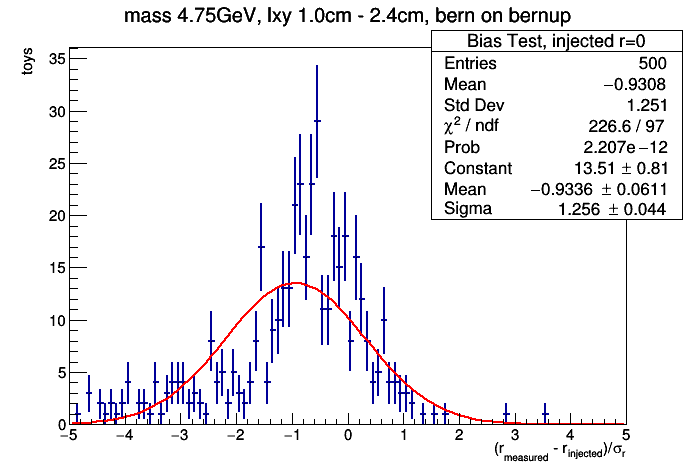 mass 4.75GeV, lxy 1.0cm - 2.4cm, bern on bernup
Bias Test, injected r=0
Entries 500
Mean −0.9308
Std Dev 1.251
χ² / ndf 226.6 / 97
Prob 2.207e−12
Constant 13.51 ± 0.81
Mean −0.9336 ± 0.0611
Sigma 1.256 ± 0.044
toys
35
30
25
20
15
10
5
0
−5 −4 −3 −2 −1 0 1 2 3 4 5
(r_measured - r_injected)/σ_r